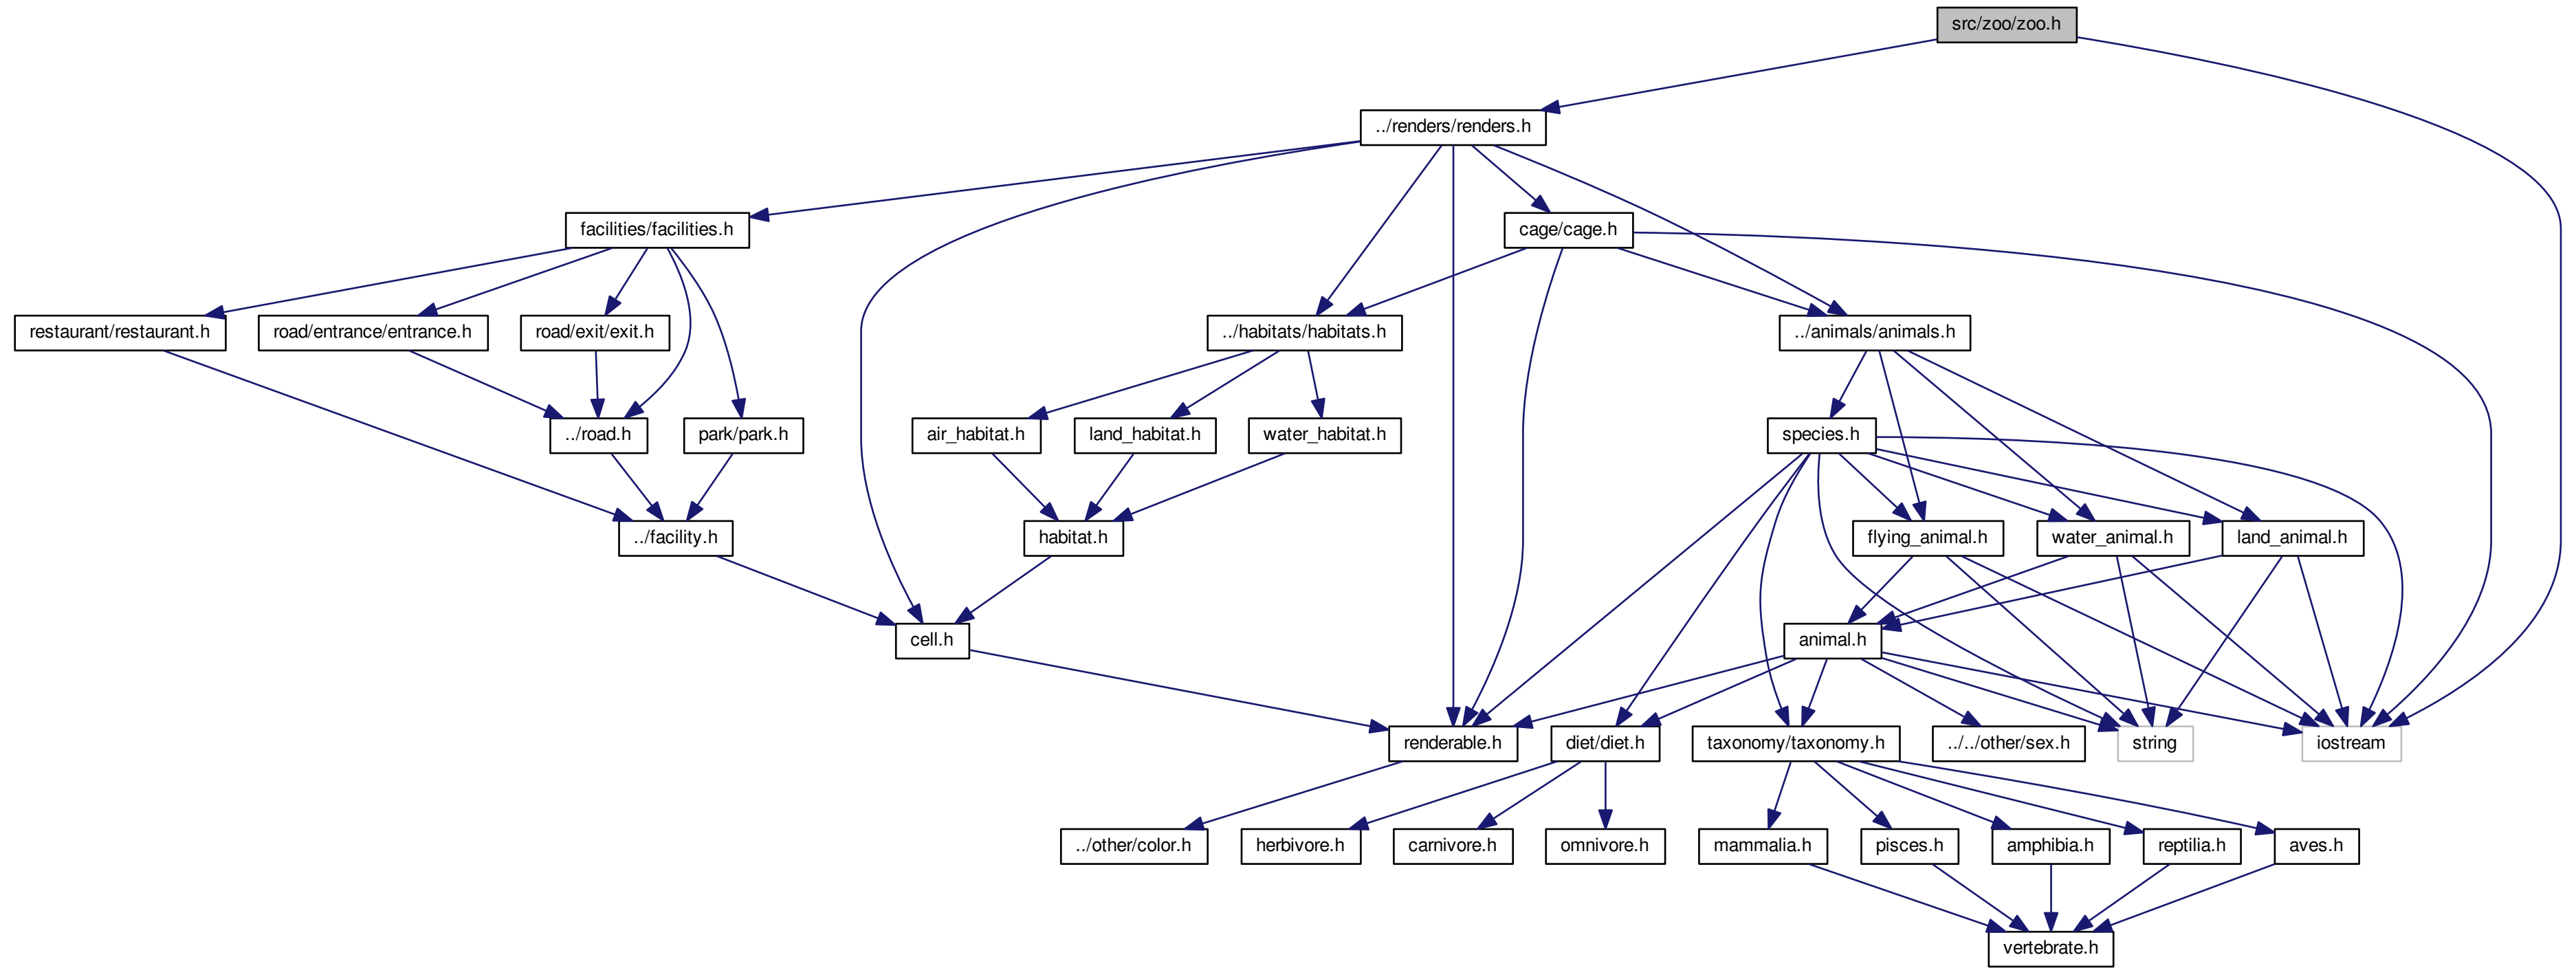 src/zoo/zoo.h
../renders/renders.h
facilities/facilities.h
cage/cage.h
restaurant/restaurant.h
road/entrance/entrance.h
road/exit/exit.h
../habitats/habitats.h
../animals/animals.h
../road.h
park/park.h
air_habitat.h
land_habitat.h
water_habitat.h
species.h
../facility.h
habitat.h
flying_animal.h
water_animal.h
land_animal.h
cell.h
animal.h
renderable.h
diet/diet.h
taxonomy/taxonomy.h
../../other/sex.h
string
iostream
../other/color.h
herbivore.h
carnivore.h
omnivore.h
mammalia.h
pisces.h
amphibia.h
reptilia.h
aves.h
vertebrate.h